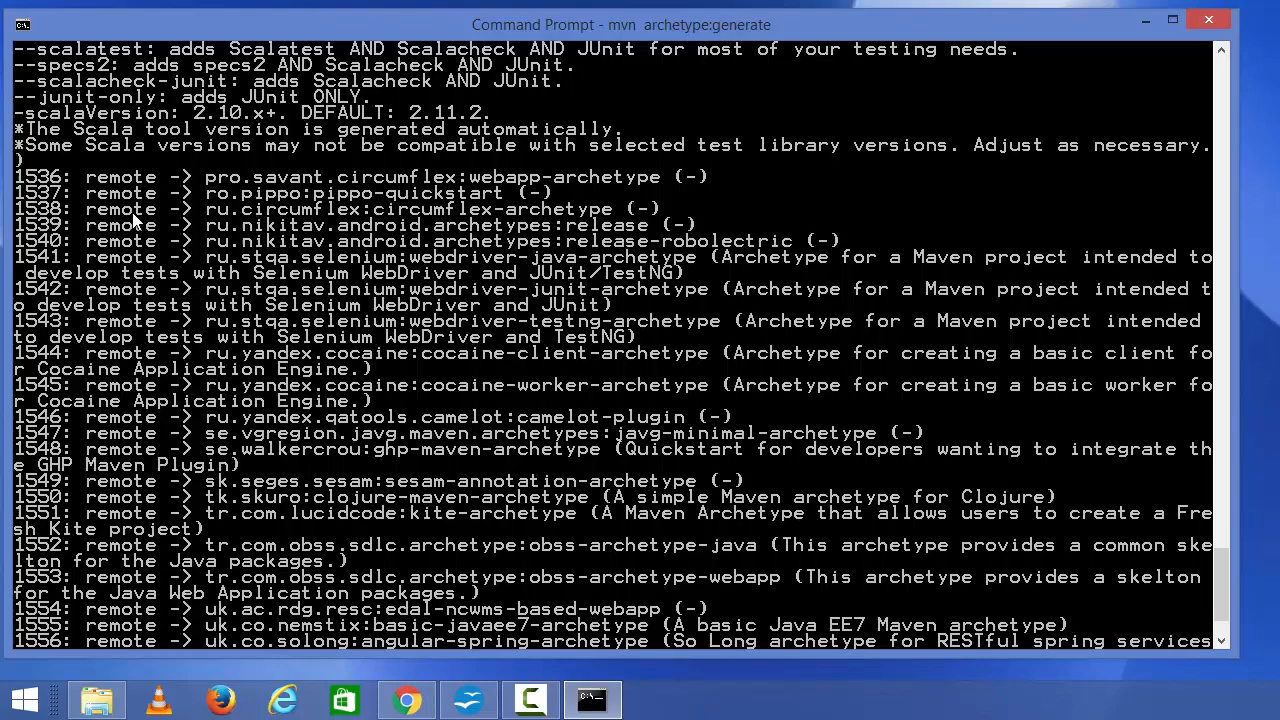 Command Prompt - mvn  archetype:generate
--scalatest: adds Scalatest AND Scalacheck AND JUnit for most of your testing needs.
--specs2: adds specs2 AND Scalacheck AND JUnit.
--scalacheck-junit: adds Scalacheck AND JUnit.
--junit-only: adds JUnit ONLY.
-scalaVersion: 2.10.x+. DEFAULT: 2.11.2.
*The Scala tool version is generated automatically.
*Some Scala versions may not be compatible with selected test library versions. Adjust as necessary.
)
1536: remote -> pro.savant.circumflex:webapp-archetype (-)
1537: remote -> ro.pippo:pippo-quickstart (-)
1538: remote -> ru.circumflex:circumflex-archetype (-)
1539: remote -> ru.nikitav.android.archetypes:release (-)
1540: remote -> ru.nikitav.android.archetypes:release-robolectric (-)
1541: remote -> ru.stqa.selenium:webdriver-java-archetype (Archetype for a Maven project intended to
 develop tests with Selenium WebDriver and JUnit/TestNG)
1542: remote -> ru.stqa.selenium:webdriver-junit-archetype (Archetype for a Maven project intended t
o develop tests with Selenium WebDriver and JUnit)
1543: remote -> ru.stqa.selenium:webdriver-testng-archetype (Archetype for a Maven project intended
to develop tests with Selenium WebDriver and TestNG)
1544: remote -> ru.yandex.cocaine:cocaine-client-archetype (Archetype for creating a basic client fo
r Cocaine Application Engine.)
1545: remote -> ru.yandex.cocaine:cocaine-worker-archetype (Archetype for creating a basic worker fo
r Cocaine Application Engine.)
1546: remote -> ru.yandex.qatools.camelot:camelot-plugin (-)
1547: remote -> se.vgregion.javg.maven.archetypes:javg-minimal-archetype (-)
1548: remote -> se.walkercrou:ghp-maven-archetype (Quickstart for developers wanting to integrate th
e GHP Maven Plugin)
1549: remote -> sk.seges.sesam:sesam-annotation-archetype (-)
1550: remote -> tk.skuro:clojure-maven-archetype (A simple Maven archetype for Clojure)
1551: remote -> tr.com.lucidcode:kite-archetype (A Maven Archetype that allows users to create a Fre
sh Kite project)
1552: remote -> tr.com.obss.sdlc.archetype:obss-archetype-java (This archetype provides a common ske
lton for the Java packages.)
1553: remote -> tr.com.obss.sdlc.archetype:obss-archetype-webapp (This archetype provides a skelton
for the Java Web Application packages.)
1554: remote -> uk.ac.rdg.resc:edal-ncwms-based-webapp (-)
1555: remote -> uk.co.nemstix:basic-javaee7-archetype (A basic Java EE7 Maven archetype)
1556: remote -> uk.co.solong:angular-spring-archetype (So Long archetype for RESTful spring services